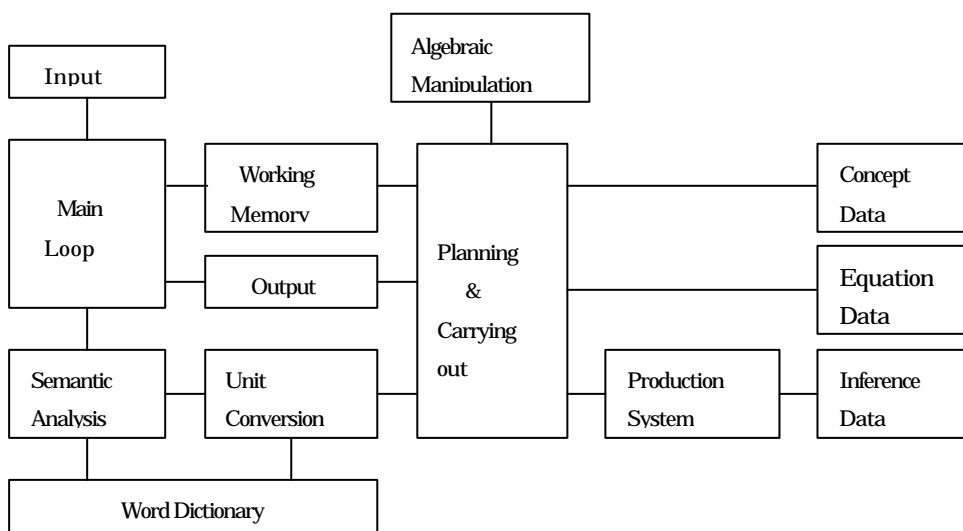 Input
Algebraic
Manipulation
Main
Loop
Working
Memory
Output
Planning
&
Carrying
out
Concept
Data
Equation
Data
Semantic
Analysis
Unit
Conversion
Production
System
Inference
Data
Word Dictionary